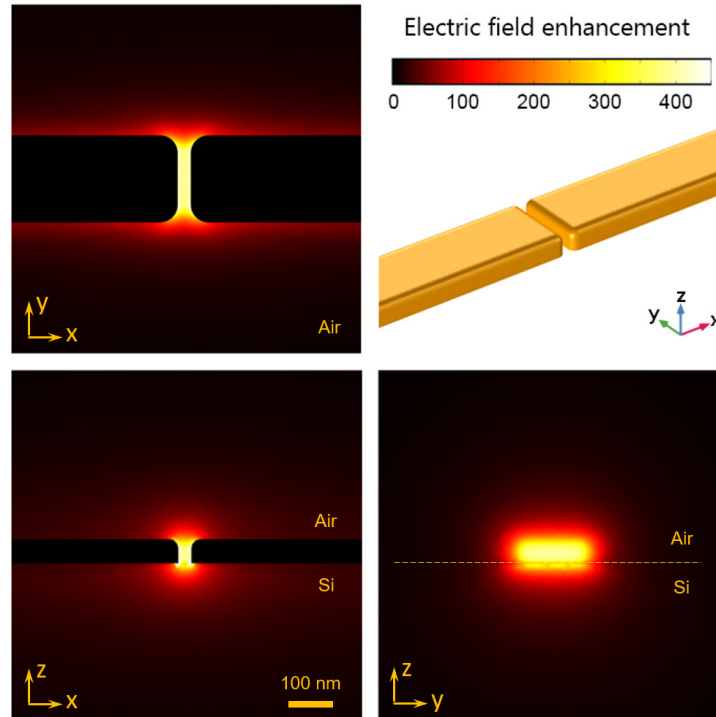 Electric field enhancement
0 100 200 300 400
y
x
Air
z
y
x
Air
Si
z
x
100 nm
Air
Si
z
y